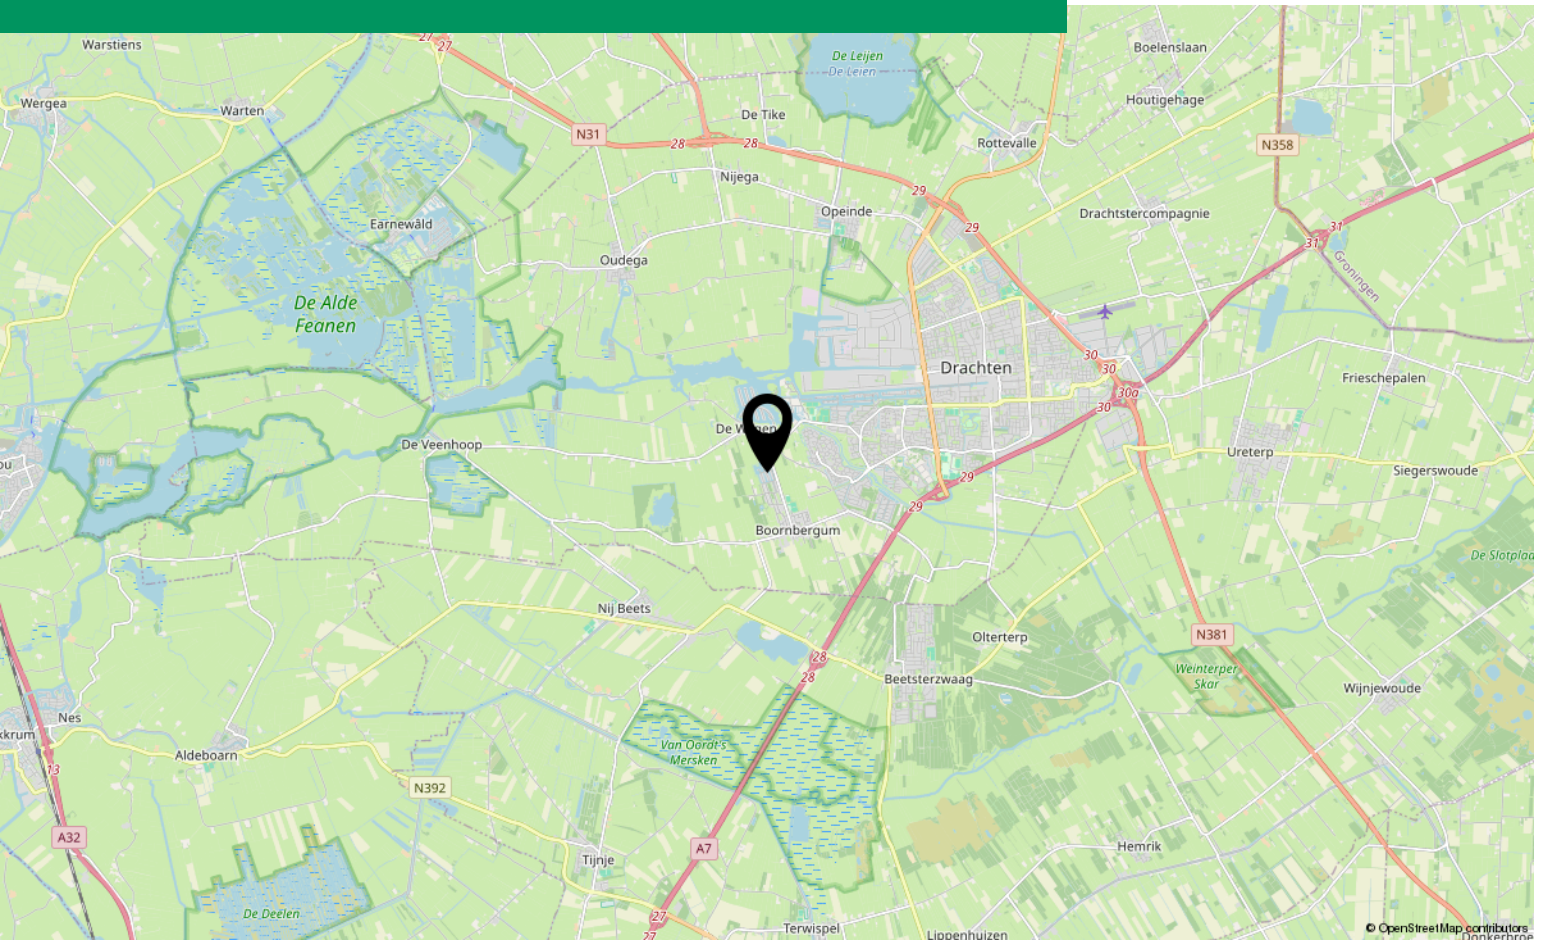 27
27
Warstiens
De Leijen
De Leien
Boelenslaan
Wergea
Warten
De Tike
Houtigehage
N31
28
28
Rottevalle
N358
Nijega
29
Opeinde
Drachtstercompagnie
Earnewâld
29
31
31
Oudega
Groningen
De Alde
Feanen
30
30
Drachten
Frieschepalen
30a
30
De W
De Veenhoop
Ureterp
Siegerswoude
29
29
Boornbergum
De Slotplaa
Nij Beets
Olterterp
N381
28
28
Weinterper
Skar
Beetsterzwaag
Wijnjewoude
Nes
kkrum
Aldeboarn
Van Oordt's
Mersken
13
N392
A32
A7
Hemrik
Tijnje
De Deelen
27
27
Terwispel
Lippenhuizen
© OpenStreetMap contributors